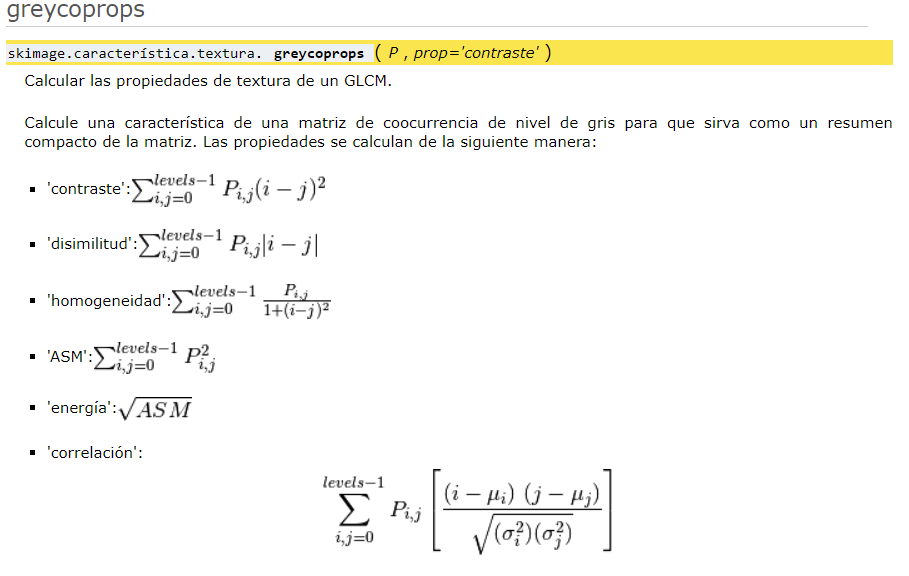 greycoprops
skimage.característica.textura. greycoprops ( P , prop='contraste' )
Calcular las propiedades de textura de un GLCM.
Calcule una característica de una matriz de coocurrencia de nivel de gris para que sirva como un resumen
compacto de la matriz. Las propiedades se calculan de la siguiente manera:
▪ 'contraste':$\sum_{i,j=0}^{levels-1} P_{i,j}(i-j)^2$
▪ 'disimilitud':$\sum_{i,j=0}^{levels-1} P_{i,j}|i-j|$
▪ 'homogeneidad':$\sum_{i,j=0}^{levels-1} \frac{P_{i,j}}{1+(i-j)^2}$
▪ 'ASM':$\sum_{i,j=0}^{levels-1} P_{i,j}^2$
▪ 'energía':$\sqrt{ASM}$
▪ 'correlación':
$\sum_{i,j=0}^{levels-1} P_{i,j} \left[ \frac{(i-\mu_i)\ (j-\mu_j)}{\sqrt{(\sigma_i^2)(\sigma_j^2)}} \right]$